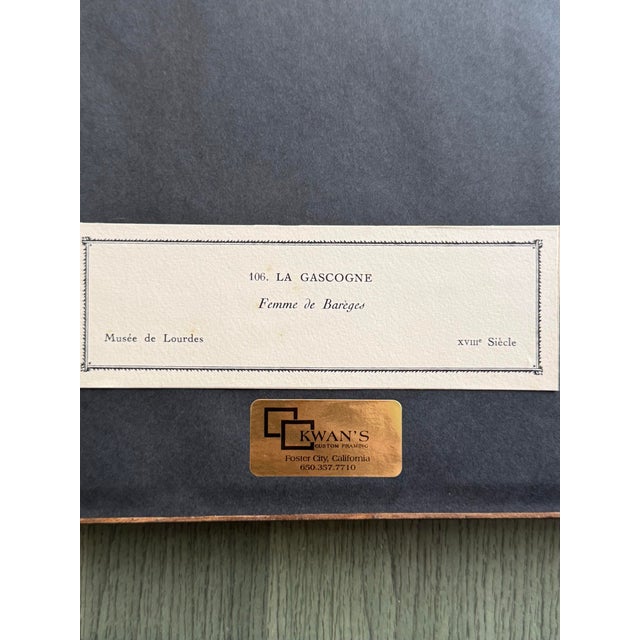 106. LA GASCOGNE
Femme de Barèges
Musée de Lourdes
XVIIIᵉ Siècle
KWAN'S
CUSTOM FRAMING
Foster City, California
650.357.7710